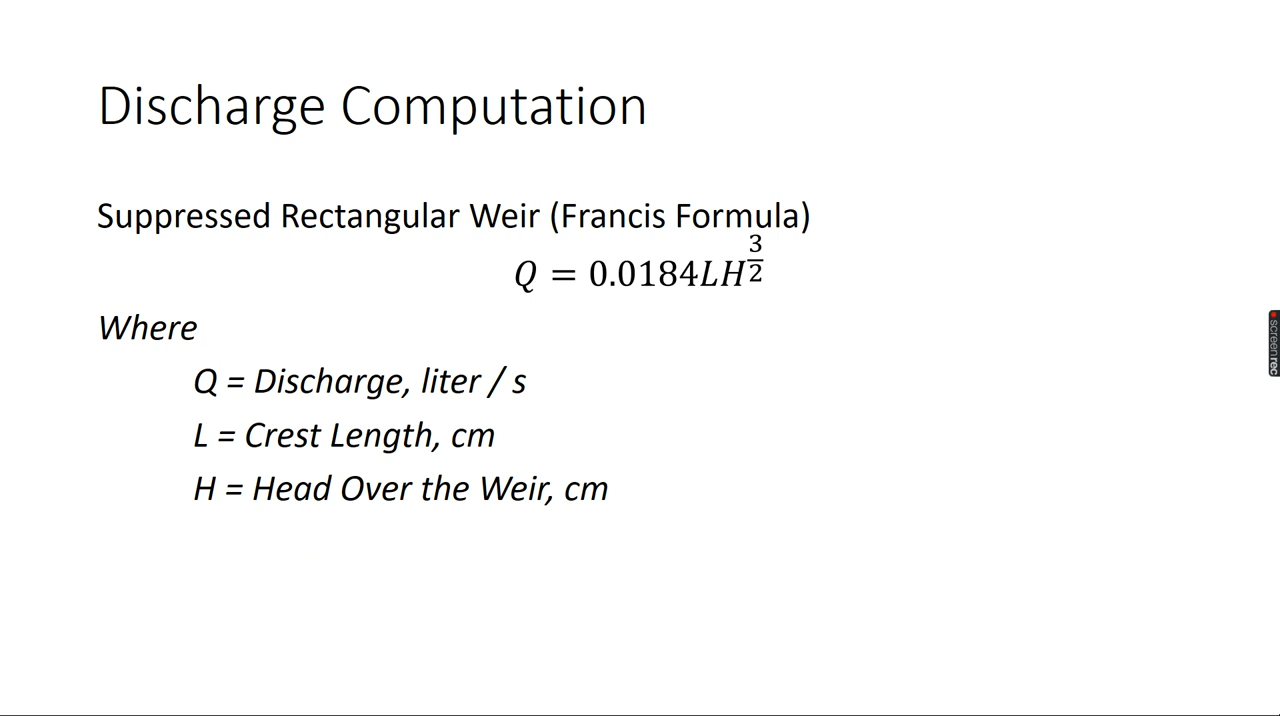 Discharge Computation
Suppressed Rectangular Weir (Francis Formula)
Q = 0.0184LH^(3/2)
Where
Q = Discharge, liter / s
L = Crest Length, cm
H = Head Over the Weir, cm
screenrec